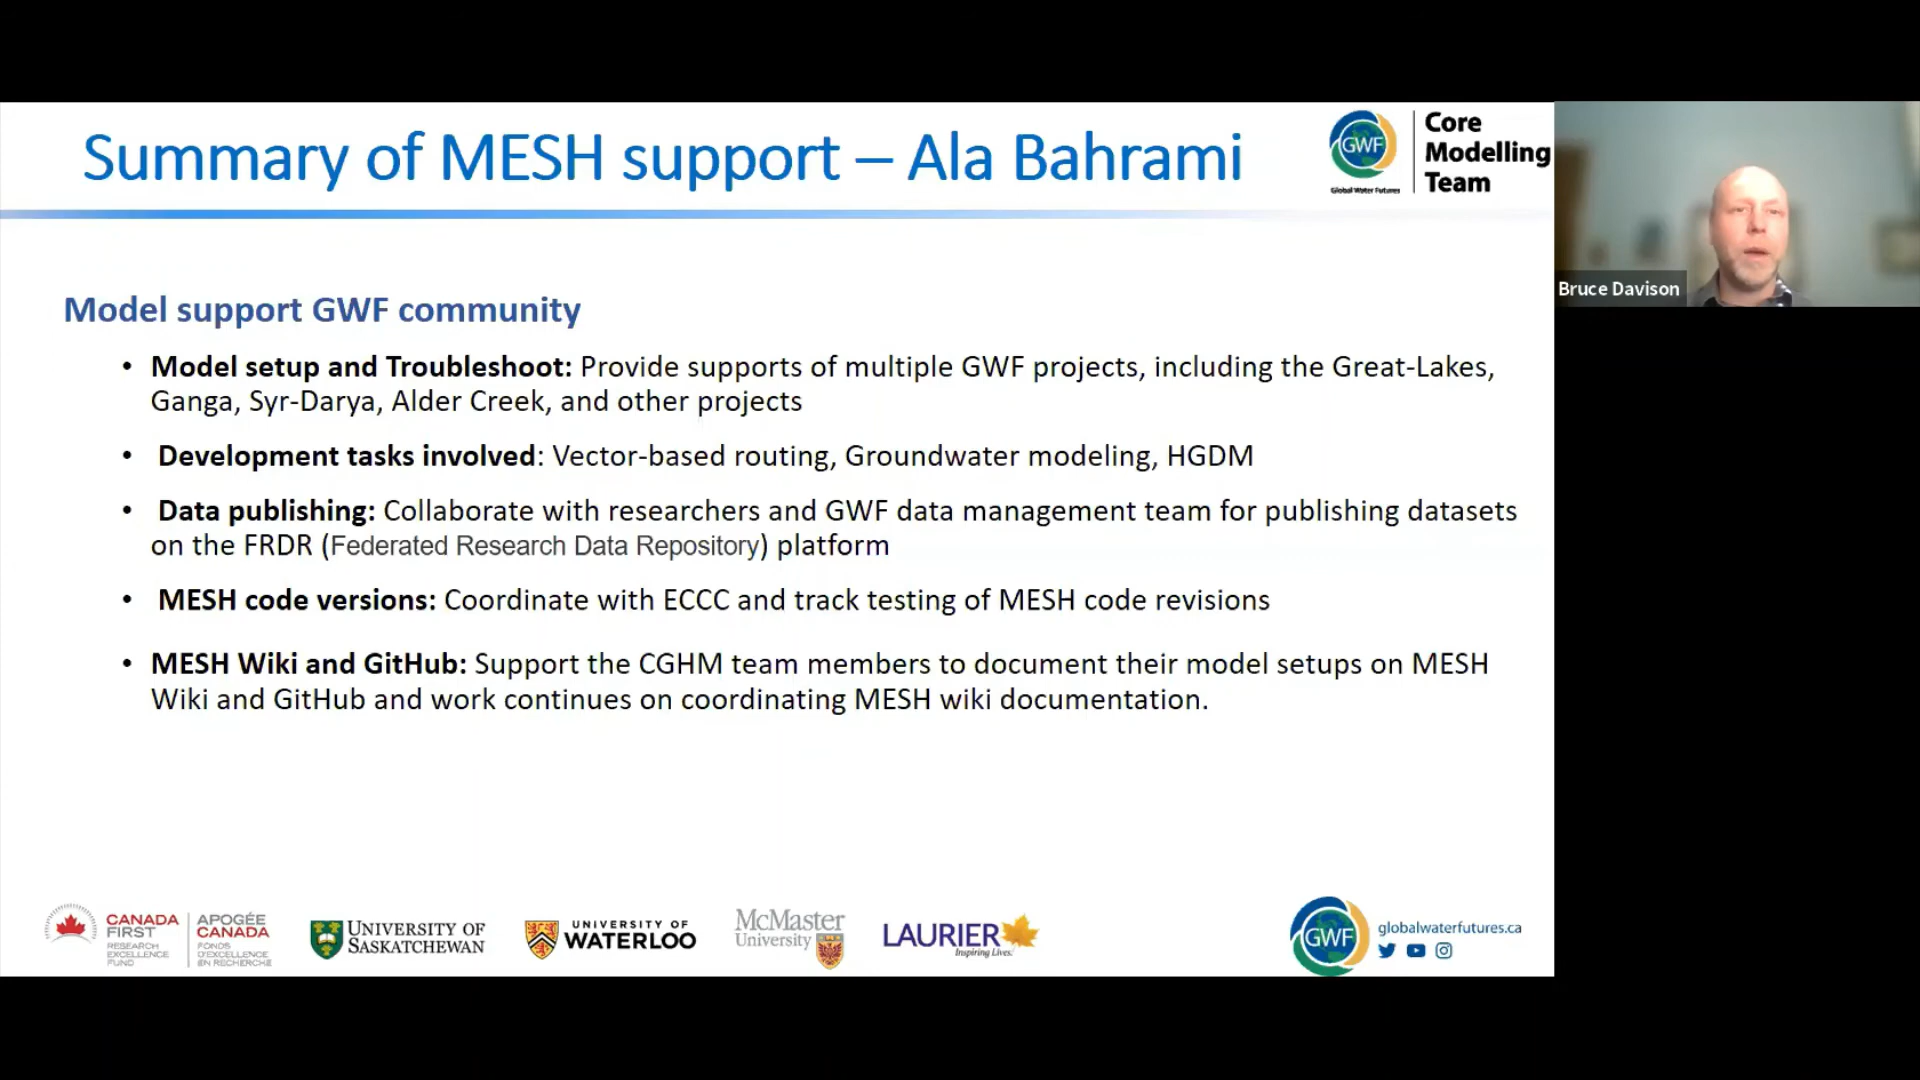 Summary of MESH support – Ala Bahrami
GWF
Global Water Futures
Core
Modelling
Team
Bruce Davison
Model support GWF community
• Model setup and Troubleshoot: Provide supports of multiple GWF projects, including the Great-Lakes,
Ganga, Syr-Darya, Alder Creek, and other projects
• Development tasks involved: Vector-based routing, Groundwater modeling, HGDM
• Data publishing: Collaborate with researchers and GWF data management team for publishing datasets
on the FRDR (Federated Research Data Repository) platform
• MESH code versions: Coordinate with ECCC and track testing of MESH code revisions
• MESH Wiki and GitHub: Support the CGHM team members to document their model setups on MESH
Wiki and GitHub and work continues on coordinating MESH wiki documentation.
CANADA
FIRST
RESEARCH
EXCELLENCE
FUND
APOGÉE
CANADA
FONDS
D'EXCELLENCE
EN RECHERCHE
UNIVERSITY OF
SASKATCHEWAN
UNIVERSITY OF
WATERLOO
McMaster
University
LAURIER
Inspiring Lives.
GWF
globalwaterfutures.ca